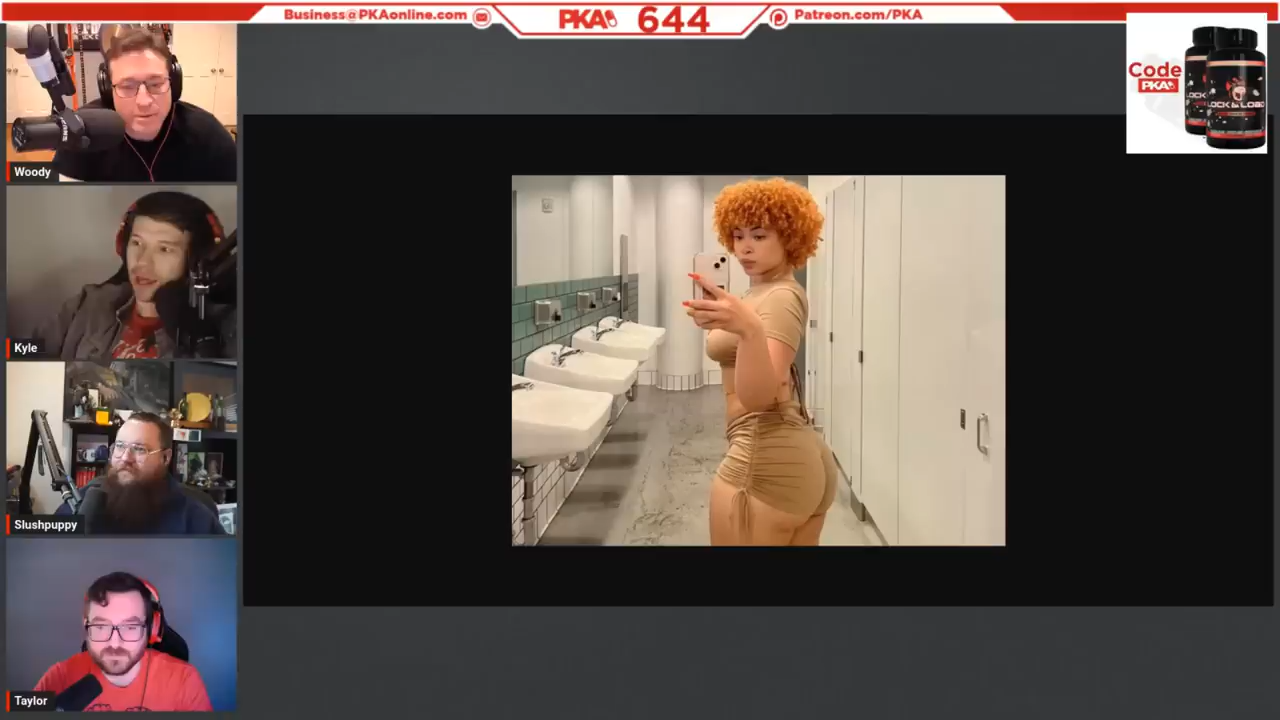 Business@PKAonline.com
PKA 644
Patreon.com/PKA
Code
PKA
LOCK & LOAD
Woody
Kyle
Slushpuppy
Taylor